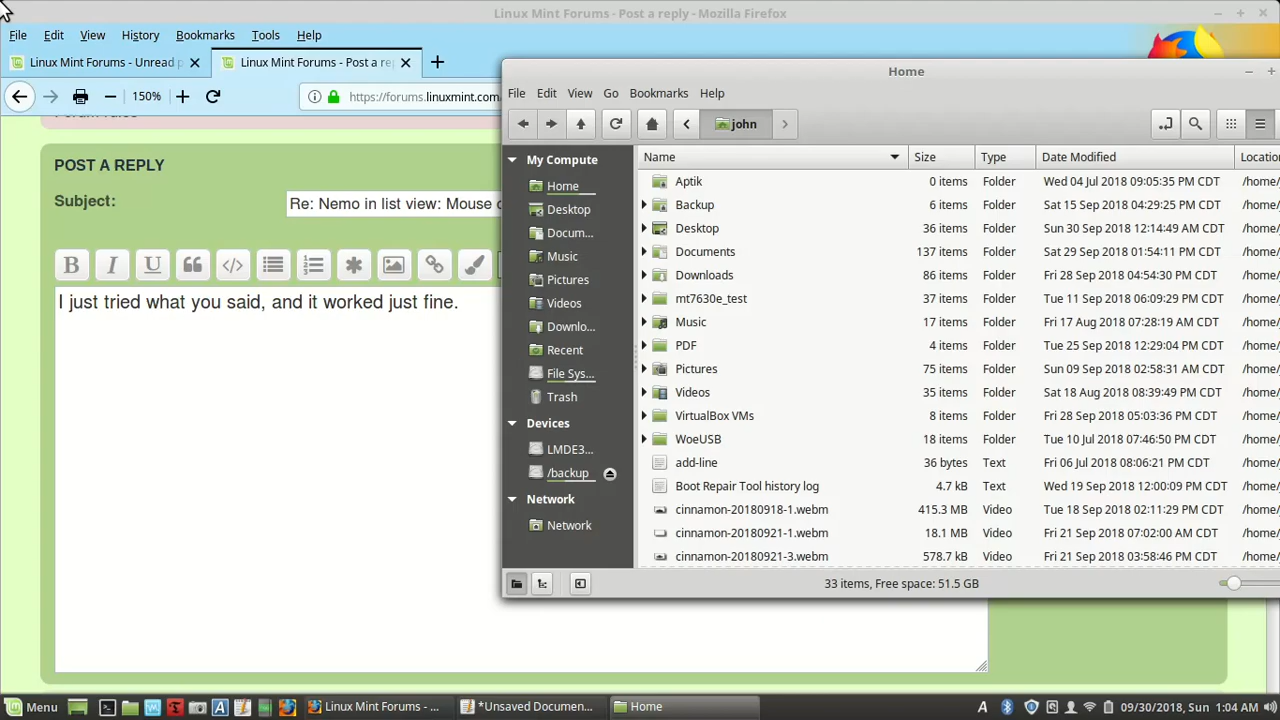 Linux Mint Forums - Post a reply - Mozilla Firefox
File Edit View History Bookmarks Tools Help
Linux Mint Forums - Unread p
Linux Mint Forums - Post a re
150%
https://forums.linuxmint.com
POST A REPLY
Subject:
Re: Nemo in list view: Mouse
B I U
I just tried what you said, and it worked just fine.
Home
File Edit View Go Bookmarks Help
john
My Compute
Home
Desktop
Docum...
Music
Pictures
Videos
Downlo...
Recent
File Sys...
Trash
Devices
LMDE3...
/backup
Network
Network
Name Size Type Date Modified Locatio
Aptik 0 items Folder Wed 04 Jul 2018 09:05:35 PM CDT /home/
Backup 6 items Folder Sat 15 Sep 2018 04:29:25 PM CDT /home/
Desktop 36 items Folder Sun 30 Sep 2018 12:14:49 AM CDT /home/
Documents 137 items Folder Sat 29 Sep 2018 01:54:11 PM CDT /home/
Downloads 86 items Folder Fri 28 Sep 2018 04:54:30 PM CDT /home/
mt7630e_test 37 items Folder Tue 11 Sep 2018 06:09:29 PM CDT /home/
Music 17 items Folder Fri 17 Aug 2018 07:28:19 AM CDT /home/
PDF 4 items Folder Tue 25 Sep 2018 12:29:04 PM CDT /home/
Pictures 75 items Folder Sun 09 Sep 2018 02:58:31 AM CDT /home/
Videos 35 items Folder Sat 18 Aug 2018 08:39:49 PM CDT /home/
VirtualBox VMs 8 items Folder Fri 28 Sep 2018 05:03:36 PM CDT /home/
WoeUSB 18 items Folder Tue 10 Jul 2018 07:46:50 PM CDT /home/
add-line 36 bytes Text Fri 06 Jul 2018 08:06:21 PM CDT /home/
Boot Repair Tool history log 4.7 kB Text Wed 19 Sep 2018 12:00:09 PM CDT /home/
cinnamon-20180918-1.webm 415.3 MB Video Tue 18 Sep 2018 02:11:29 PM CDT /home/
cinnamon-20180921-1.webm 18.1 MB Video Fri 21 Sep 2018 07:02:00 AM CDT /home/
cinnamon-20180921-3.webm 578.7 kB Video Fri 21 Sep 2018 03:58:46 PM CDT /home/
33 items, Free space: 51.5 GB
Menu
Linux Mint Forums - ...
*Unsaved Documen...
Home
09/30/2018, Sun 1:04 AM